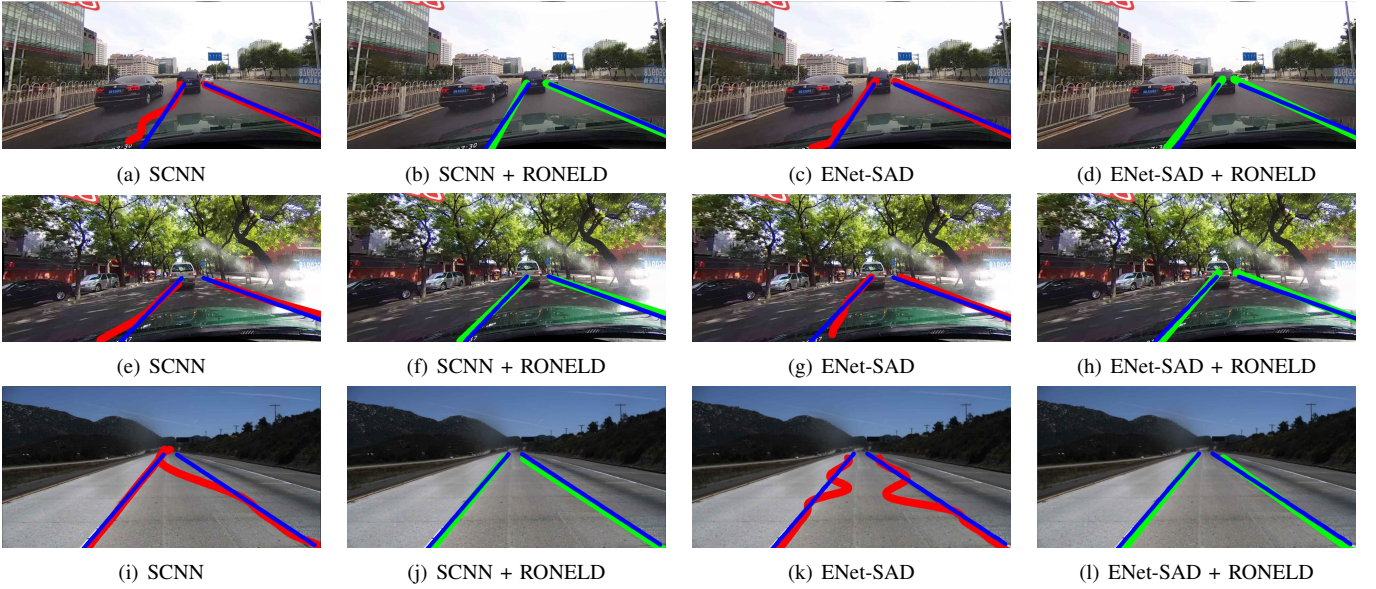 (a) SCNN
(b) SCNN + RONELD
(c) ENet-SAD
(d) ENet-SAD + RONELD
(e) SCNN
(f) SCNN + RONELD
(g) ENet-SAD
(h) ENet-SAD + RONELD
(i) SCNN
(j) SCNN + RONELD
(k) ENet-SAD
(l) ENet-SAD + RONELD